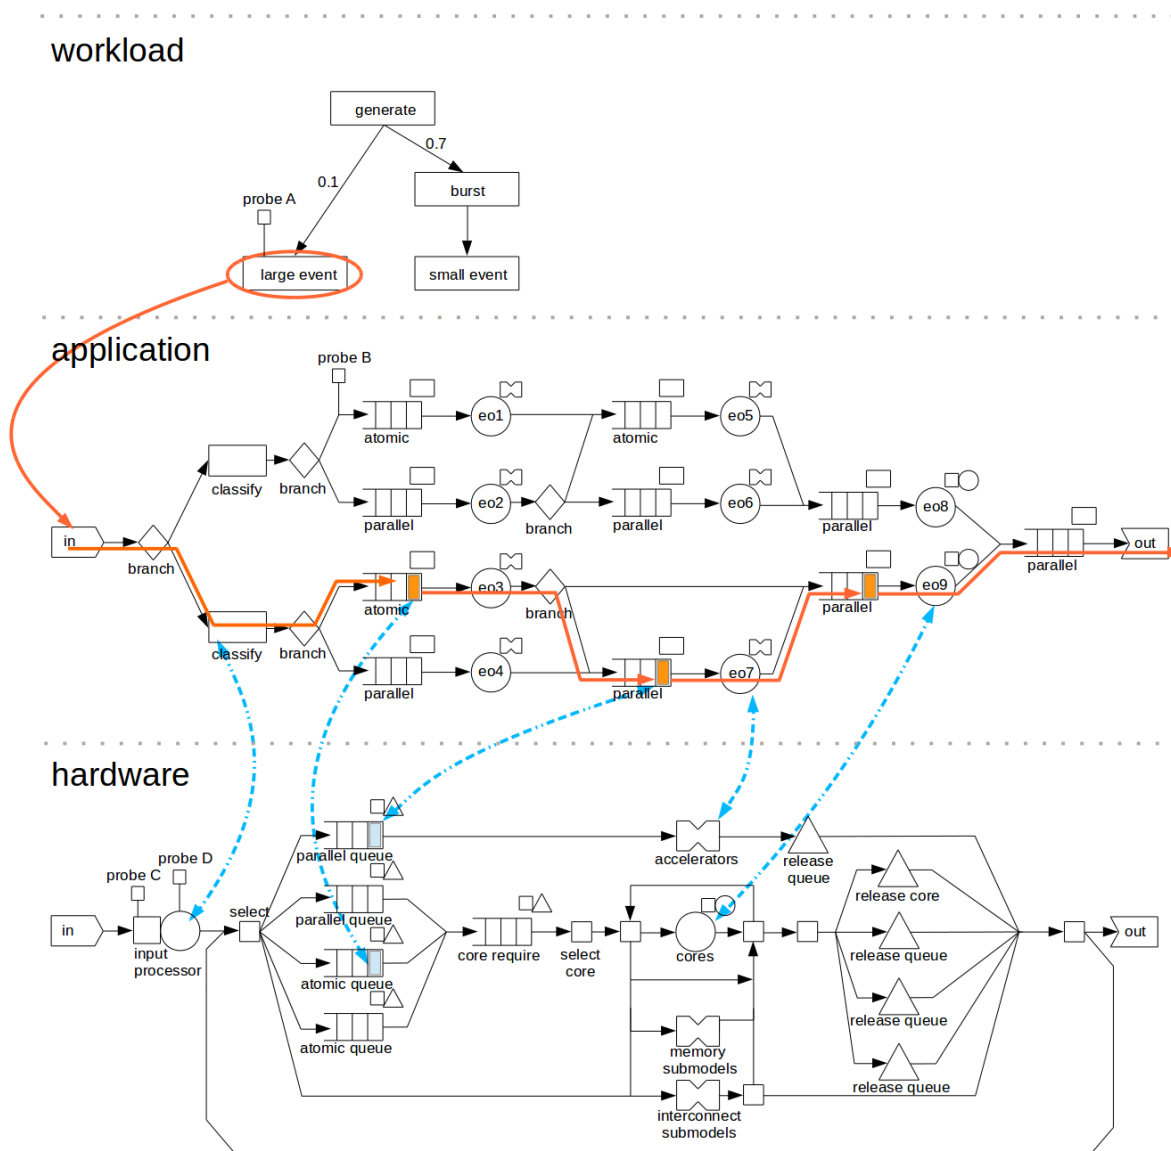 workload
generate
0.7
0.1
burst
probe A
large event
small event
application
probe B
eo1
eo5
atomic
atomic
classify
branch
eo2
eo6
eo8
parallel
branch
parallel
parallel
in
out
branch
parallel
eo3
eo9
atomic
branch
parallel
classify
branch
eo4
eo7
parallel
parallel
hardware
parallel queue
accelerators
release
queue
probe D
probe C
release core
select
parallel queue
in
out
input
processor
core require
select
core
cores
release queue
atomic queue
release queue
atomic queue
memory
submodels
release queue
interconnect
submodels